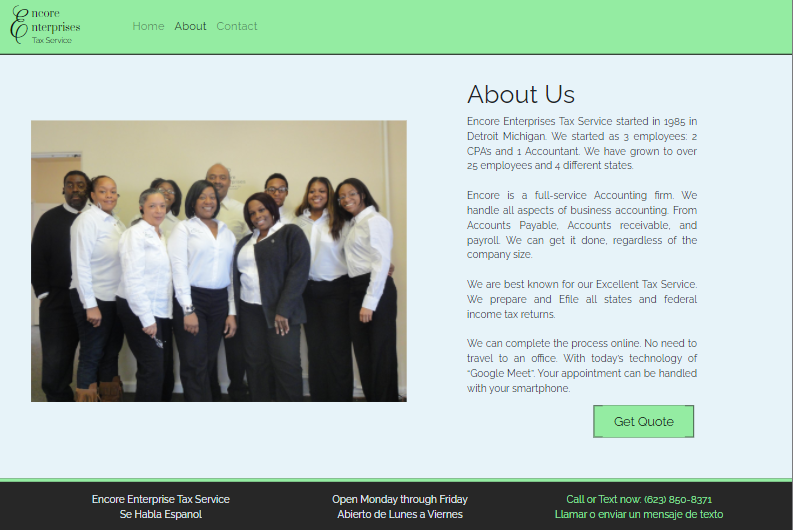 Encore
Enterprises
Tax Service
Home About Contact
About Us
Encore Enterprises Tax Service started in 1985 in
Detroit Michigan. We started as 3 employees: 2
CPA's and 1 Accountant. We have grown to over
25 employees and 4 different states.
Encore is a full-service Accounting firm. We
handle all aspects of business accounting. From
Accounts Payable, Accounts receivable, and
payroll. We can get it done, regardless of the
company size.
We are best known for our Excellent Tax Service.
We prepare and Efile all states and federal
income tax returns.
We can complete the process online. No need to
travel to an office. With today's technology of
"Google Meet". Your appointment can be handled
with your smartphone.
Get Quote
Encore Enterprise Tax Service
Se Habla Espanol
Open Monday through Friday
Abierto de Lunes a Viernes
Call or Text now: (623) 850-8371
Llamar o enviar un mensaje de texto